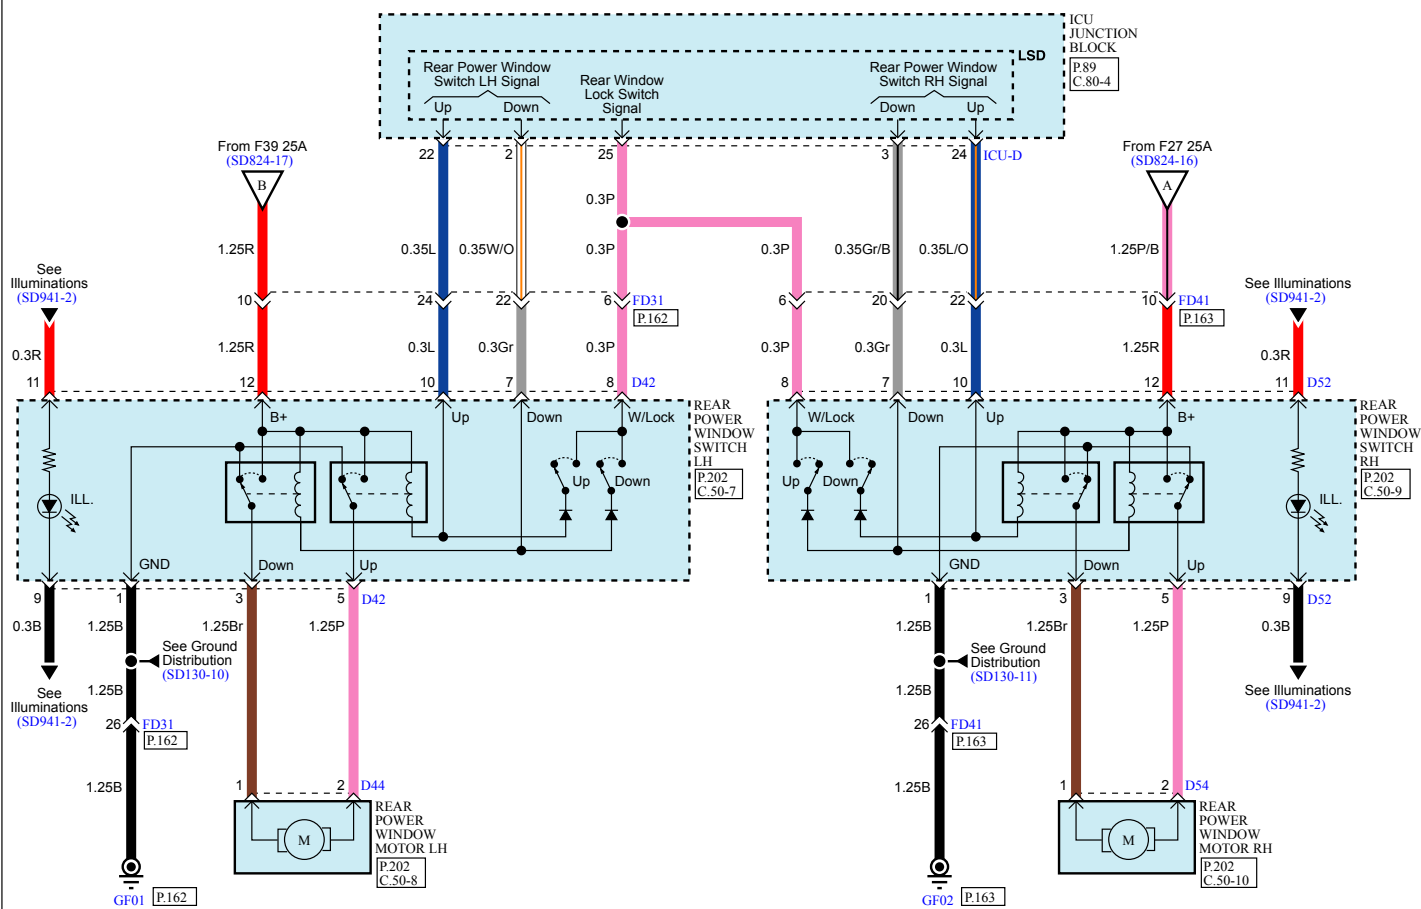 ICU
JUNCTION
BLOCK
P.89
C.80-4
LSD
Rear Power Window
Switch LH Signal
Up Down
Rear Window
Lock Switch
Signal
Rear Power Window
Switch RH Signal
Down Up
From F39 25A
(SD824-17)
B
22 2 25 3 24 ICU-D
From F27 25A
(SD824-16)
A
0.3P
1.25R 0.35L 0.35W/O 0.3P 0.3P 0.35Gr/B 0.35L/O 1.25P/B
See
Illuminations
(SD941-2)
See Illuminations
(SD941-2)
10 24 22 6 FD31
P.162
6 20 22 10 FD41
P.163
0.3R 1.25R 0.3L 0.3Gr 0.3P 0.3P 0.3Gr 0.3L 1.25R 0.3R
11 12 10 7 8 D42 8 7 10 12 11 D52
B+ Up Down W/Lock
REAR
POWER
WINDOW
SWITCH
LH
P.202
C.50-7
W/Lock Down Up B+
REAR
POWER
WINDOW
SWITCH
RH
P.202
C.50-9
ILL. Up Down
Up Down ILL.
GND Down Up
GND Down Up
9 1 3 5 D42
1 3 5 9 D52
0.3B 1.25B 1.25Br 1.25P
1.25B 1.25Br 1.25P 0.3B
See Ground
Distribution
(SD130-10)
See Ground
Distribution
(SD130-11)
See
Illuminations
(SD941-2)
1.25B
1.25B
See Illuminations
(SD941-2)
26 FD31
P.162
26 FD41
P.163
1.25B 1 2 D44
1.25B 1 2 D54
M
REAR
POWER
WINDOW
MOTOR LH
P.202
C.50-8
M
REAR
POWER
WINDOW
MOTOR RH
P.202
C.50-10
GF01 P.162
GF02 P.163